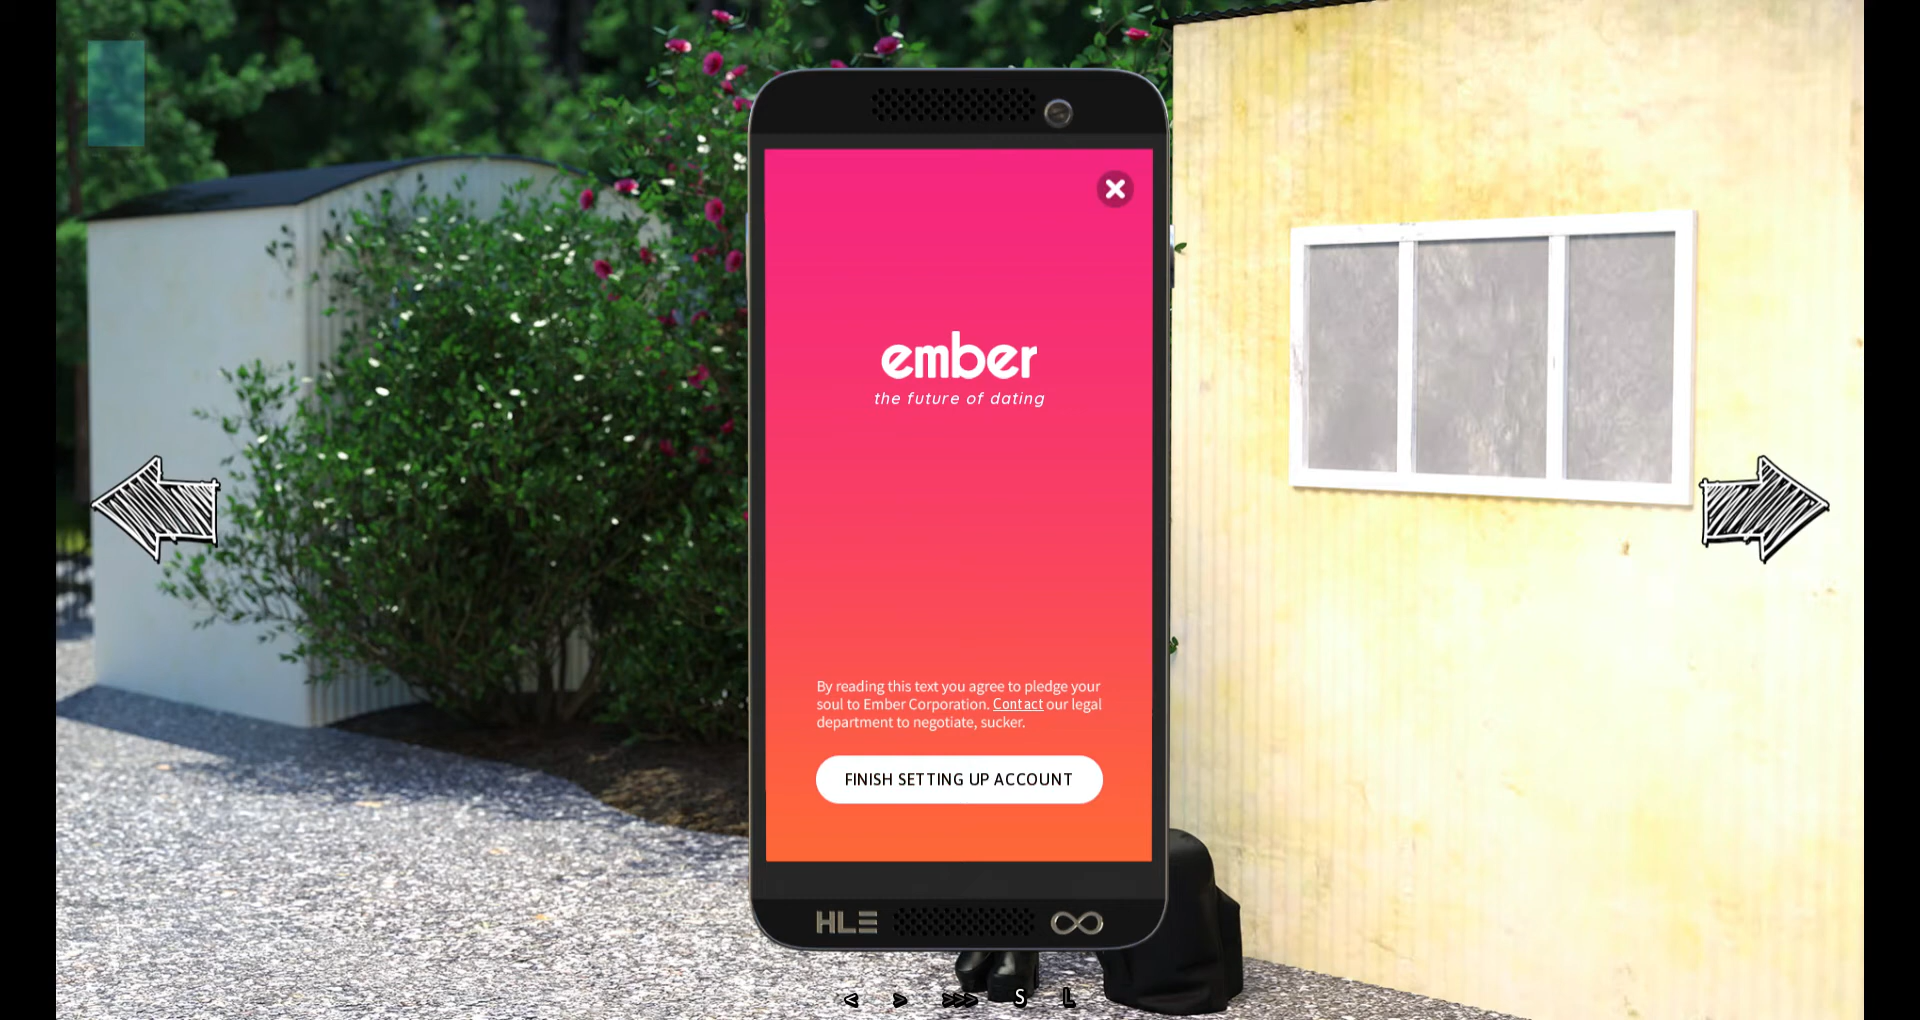 ember
the future of dating
By reading this text you agree to pledge your
soul to Ember Corporation. Contact our legal
department to negotiate, sucker.
FINISH SETTING UP ACCOUNT
HLE
< > >>> S L